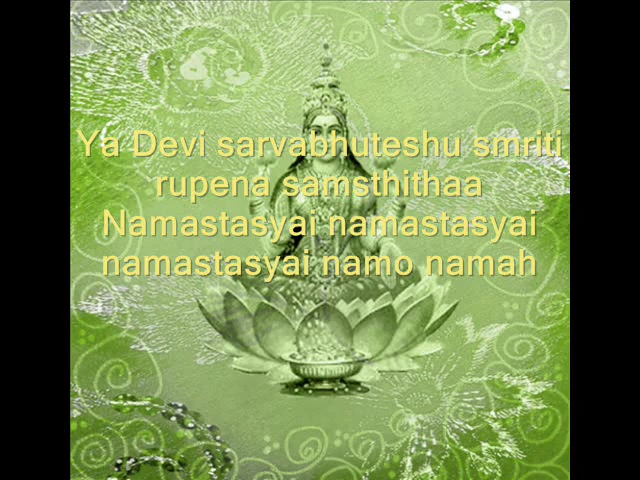 Ya Devi sarvabhuteshu smriti
rupena samsthithaa
Namastasyai namastasyai
namastasyai namo namah